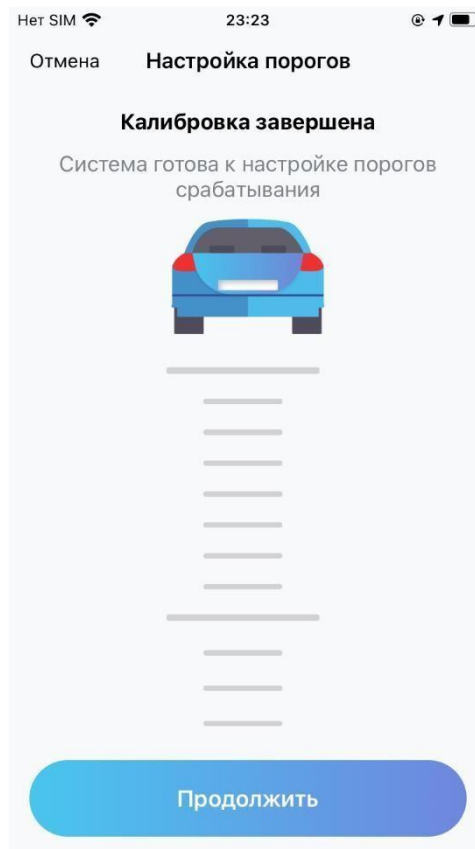 Нет SIM 23:23
Отмена Настройка порогов
Калибровка завершена
Система готова к настройке порогов
срабатывания
Продолжить